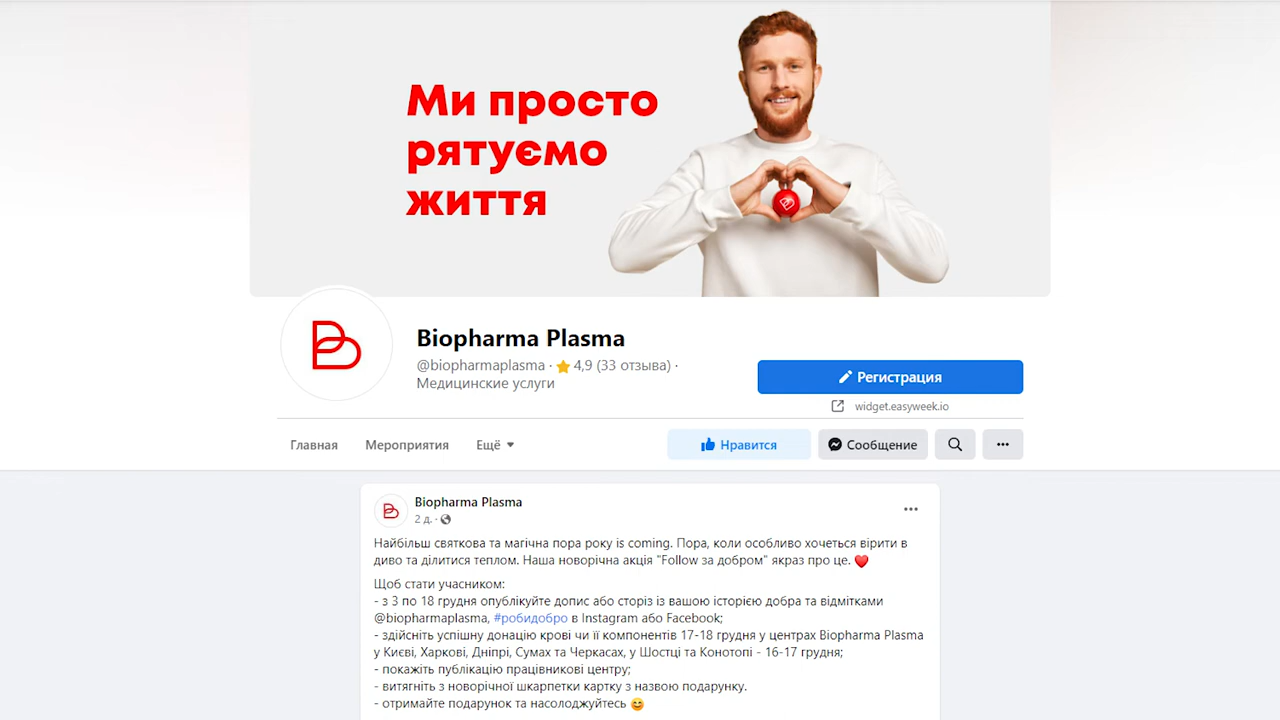 Ми просто
рятуємо
життя
Biopharma Plasma
@biopharmaplasma · ⭐ 4,9 (33 отзыва) ·
Медицинские услуги
Регистрация
widget.easyweek.io
Главная Мероприятия Ещё
Нравится Сообщение
Biopharma Plasma
2 д. ·
Найбільш святкова та магічна пора року is coming. Пора, коли особливо хочеться вірити в
диво та ділитися теплом. Наша новорічна акція "Follow за добром" якраз про це. ❤️
Щоб стати учасником:
- з 3 по 18 грудня опублікуйте допис або сторіз із вашою історією добра та відмітками
@biopharmaplasma, #робидобро в Instagram або Facebook;
- здійсніть успішну донацію крові чи її компонентів 17-18 грудня у центрах Biopharma Plasma
у Києві, Харкові, Дніпрі, Сумах та Черкасах, у Шостці та Конотопі - 16-17 грудня;
- покажіть публікацію працівникові центру;
- витягніть з новорічної шкарпетки картку з назвою подарунку.
- отримайте подарунок та насолоджуйтесь 😊